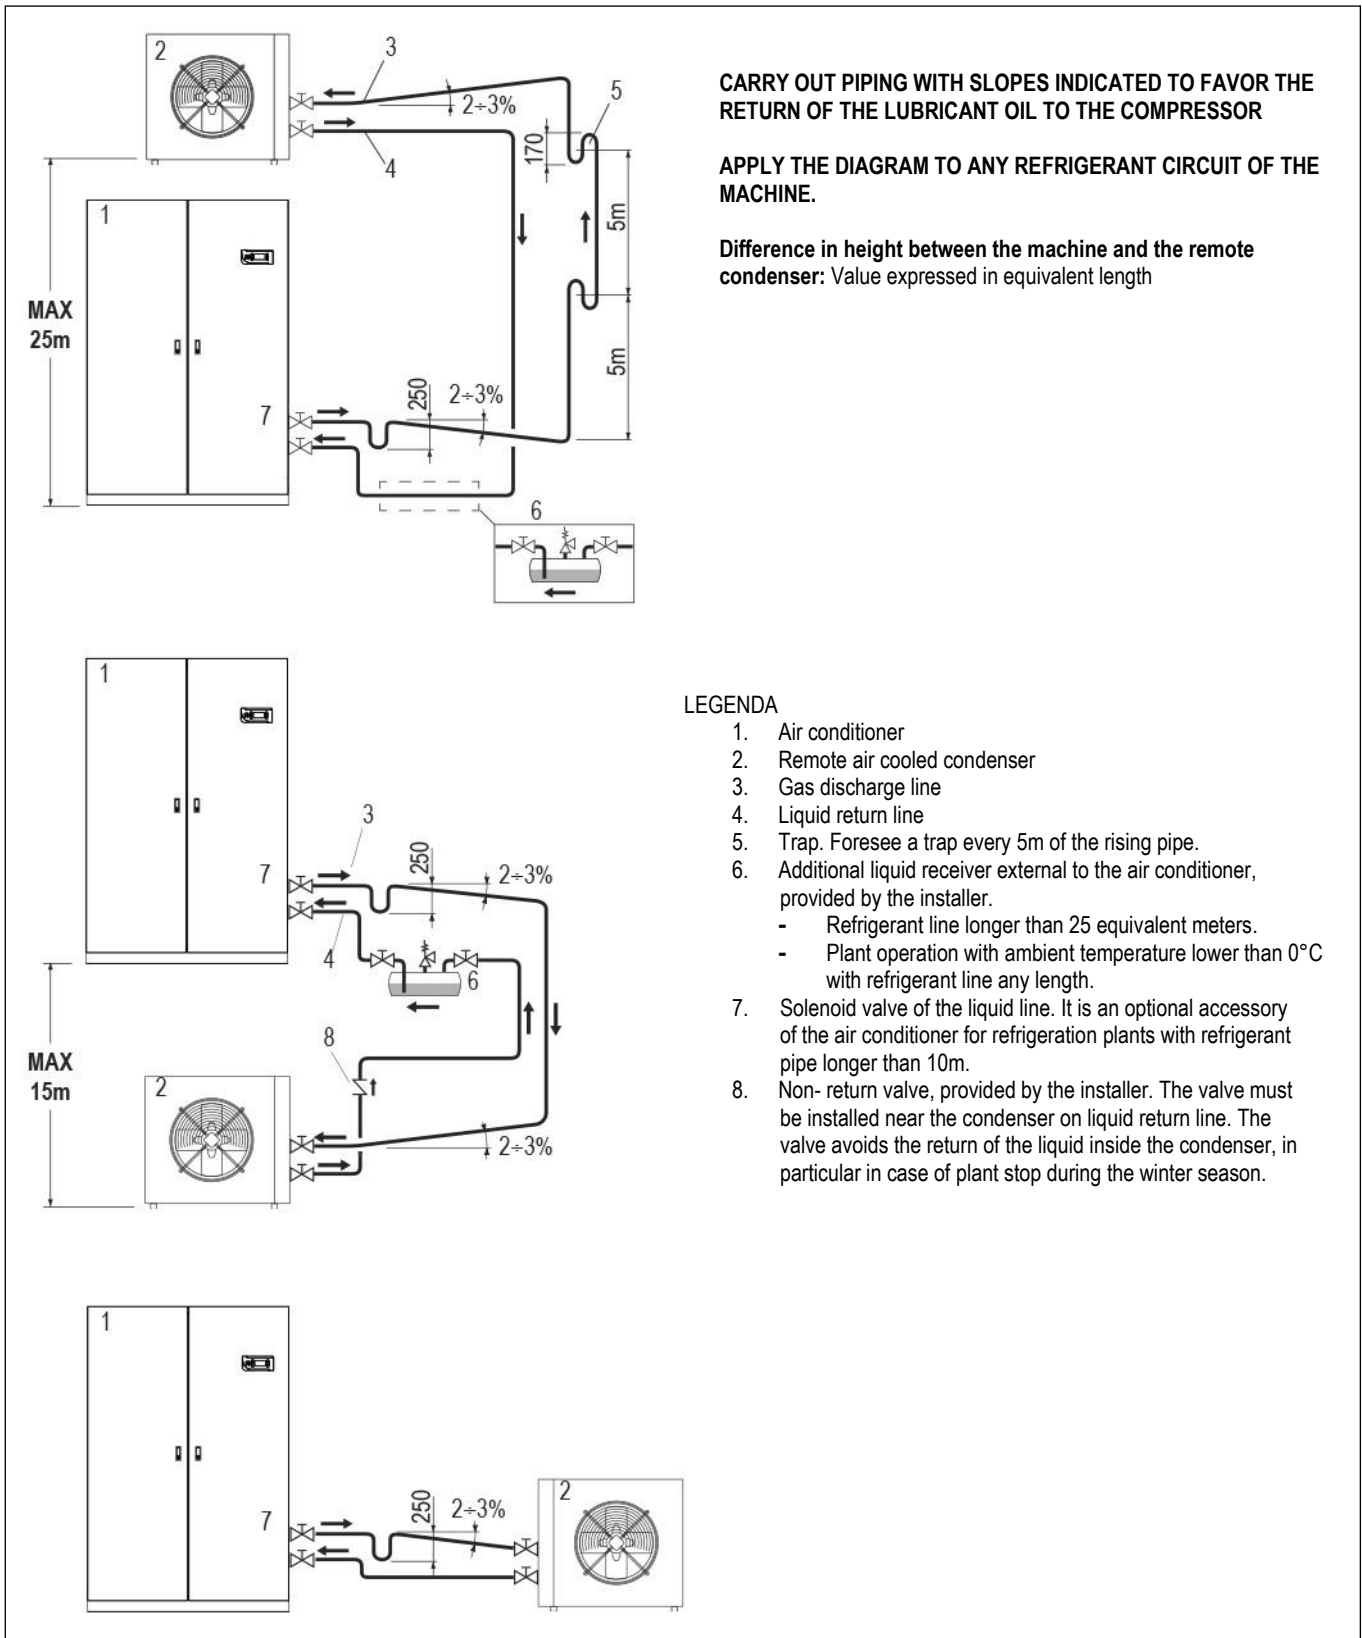 2
3
2÷3%
5
170
4
5m
1
MAX
25m
5m
250
2÷3%
7
6
CARRY OUT PIPING WITH SLOPES INDICATED TO FAVOR THE
RETURN OF THE LUBRICANT OIL TO THE COMPRESSOR
APPLY THE DIAGRAM TO ANY REFRIGERANT CIRCUIT OF THE
MACHINE.
Difference in height between the machine and the remote
condenser: Value expressed in equivalent length
1
3
250
2÷3%
7
4
6
8
MAX
15m
2
2÷3%
LEGENDA
1. Air conditioner
2. Remote air cooled condenser
3. Gas discharge line
4. Liquid return line
5. Trap. Foresee a trap every 5m of the rising pipe.
6. Additional liquid receiver external to the air conditioner,
provided by the installer.
- Refrigerant line longer than 25 equivalent meters.
- Plant operation with ambient temperature lower than 0°C
with refrigerant line any length.
7. Solenoid valve of the liquid line. It is an optional accessory
of the air conditioner for refrigeration plants with refrigerant
pipe longer than 10m.
8. Non- return valve, provided by the installer. The valve must
be installed near the condenser on liquid return line. The
valve avoids the return of the liquid inside the condenser, in
particular in case of plant stop during the winter season.
1
7
250
2÷3%
2